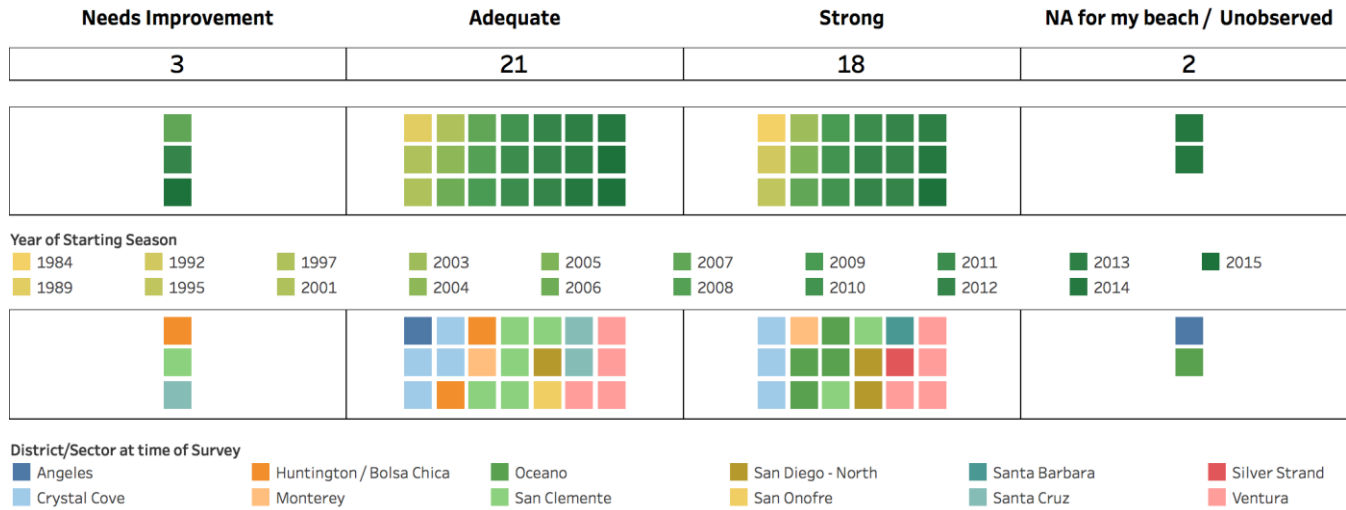 Needs Improvement Adequate Strong NA for my beach / Unobserved
3 21 18 2
Year of Starting Season
1984 1992 1997 2003 2005 2007 2009 2011 2013 2015
1989 1995 2001 2004 2006 2008 2010 2012 2014
District/Sector at time of Survey
Angeles Huntington / Bolsa Chica Oceano San Diego - North Santa Barbara Silver Strand
Crystal Cove Monterey San Clemente San Onofre Santa Cruz Ventura